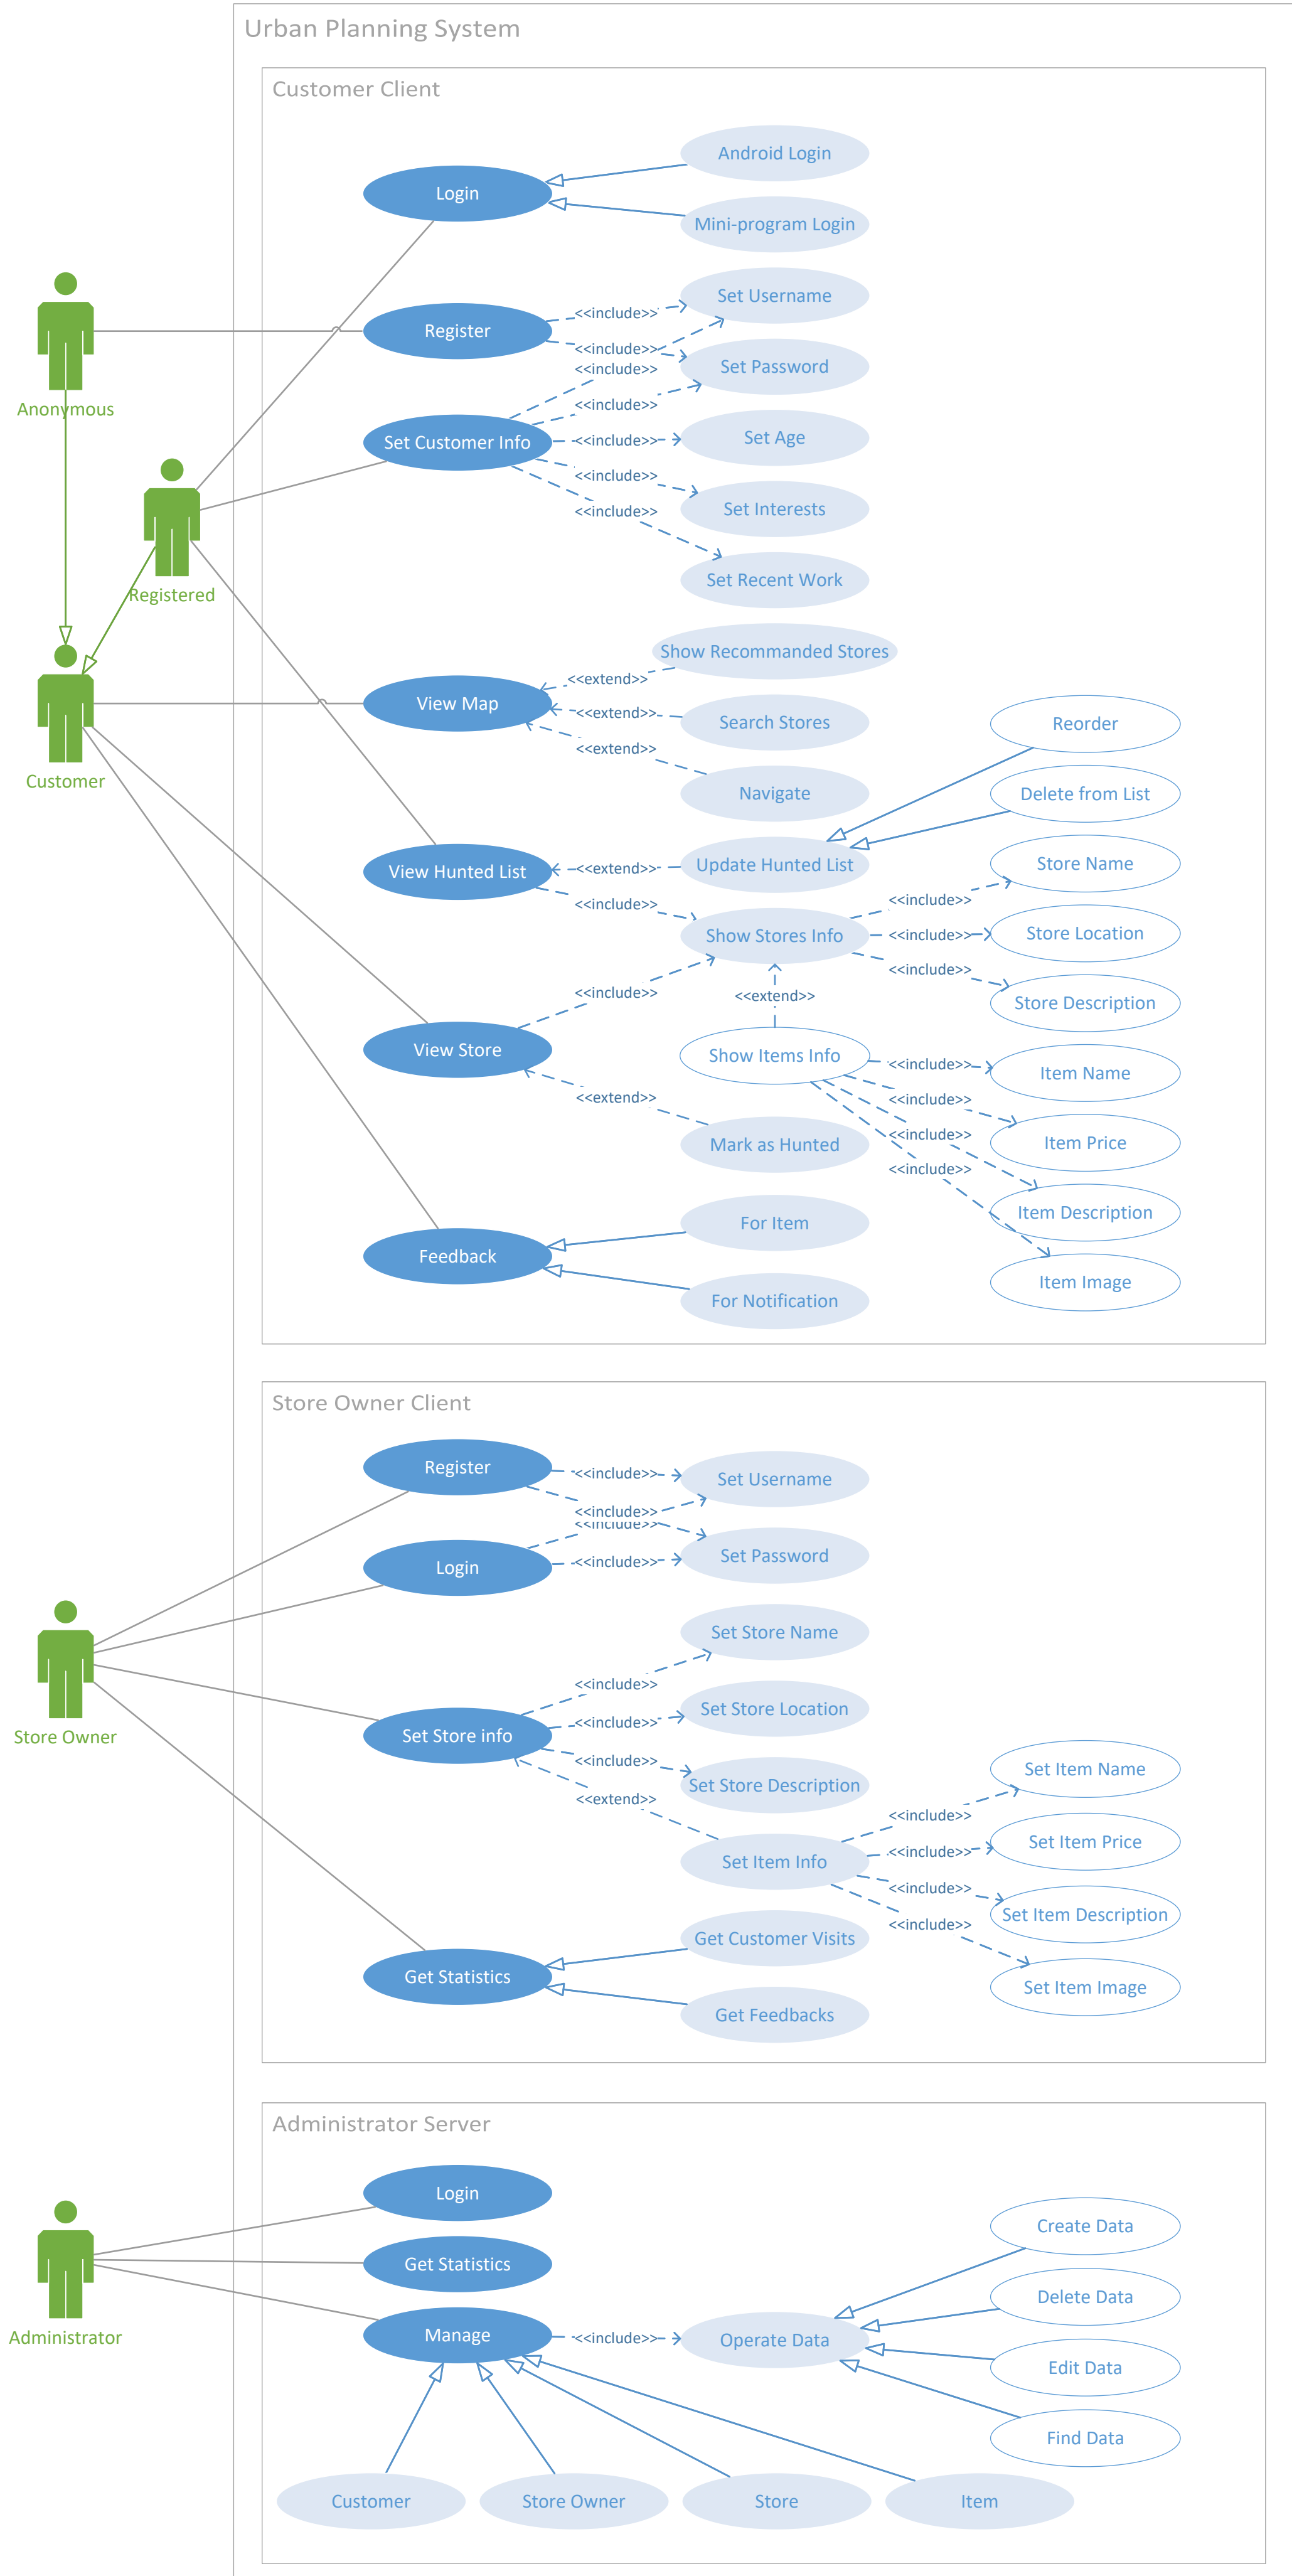 Urban Planning System
Customer Client
Android Login
Login
Mini-program Login
Set Username
<<include>>
Register
<<include>>
Set Password
<<include>>
Anonymous
<<include>>
Set Customer Info
<<include>>
Set Age
<<include>>
Set Interests
<<include>>
Set Recent Work
Registered
Show Recommanded Stores
<<extend>>
View Map
<<extend>>
Search Stores
Reorder
<<extend>>
Customer
Navigate
Delete from List
View Hunted List
<<extend>>
Update Hunted List
Store Name
<<include>>
<<include>>
Show Stores Info
<<include>>
Store Location
<<include>>
<<include>>
<<extend>>
Store Description
View Store
Show Items Info
<<include>>
Item Name
<<extend>>
<<include>>
Mark as Hunted
<<include>>
Item Price
<<include>>
For Item
Item Description
Feedback
Item Image
For Notification
Store Owner Client
Register
<<include>>
Set Username
<<include>>
<<include>>
Login
<<include>>
Set Password
Set Store Name
<<include>>
Set Store Location
Store Owner
Set Store info
<<include>>
<<include>>
Set Store Description
Set Item Name
<<extend>>
<<include>>
Set Item Info
<<include>>
Set Item Price
<<include>>
Get Customer Visits
<<include>>
Set Item Description
Get Statistics
Set Item Image
Get Feedbacks
Administrator Server
Login
Create Data
Get Statistics
Delete Data
Administrator
Manage
<<include>>
Operate Data
Edit Data
Find Data
Customer
Store Owner
Store
Item